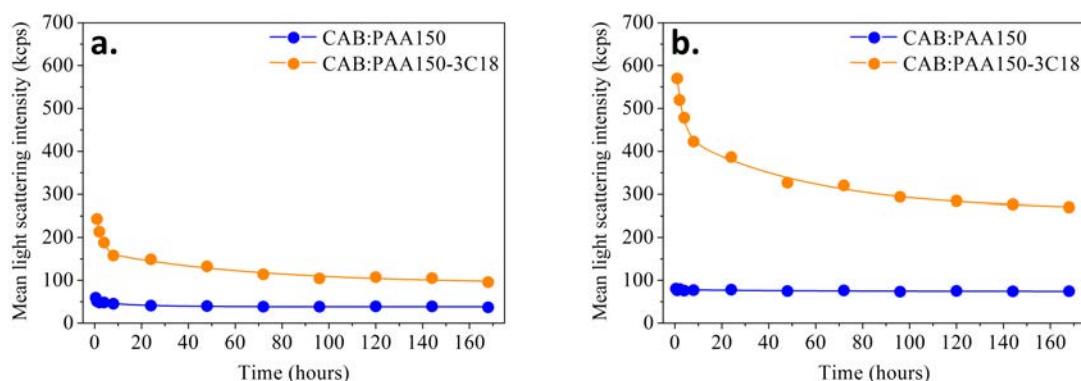 a.
CAB:PAA150
CAB:PAA150-3C18
Mean light scattering intensity (kcps)
700
600
500
400
300
200
100
0
0 20 40 60 80 100 120 140 160
Time (hours)
b.
CAB:PAA150
CAB:PAA150-3C18
Mean light scattering intensity (kcps)
700
600
500
400
300
200
100
0
0 20 40 60 80 100 120 140 160
Time (hours)